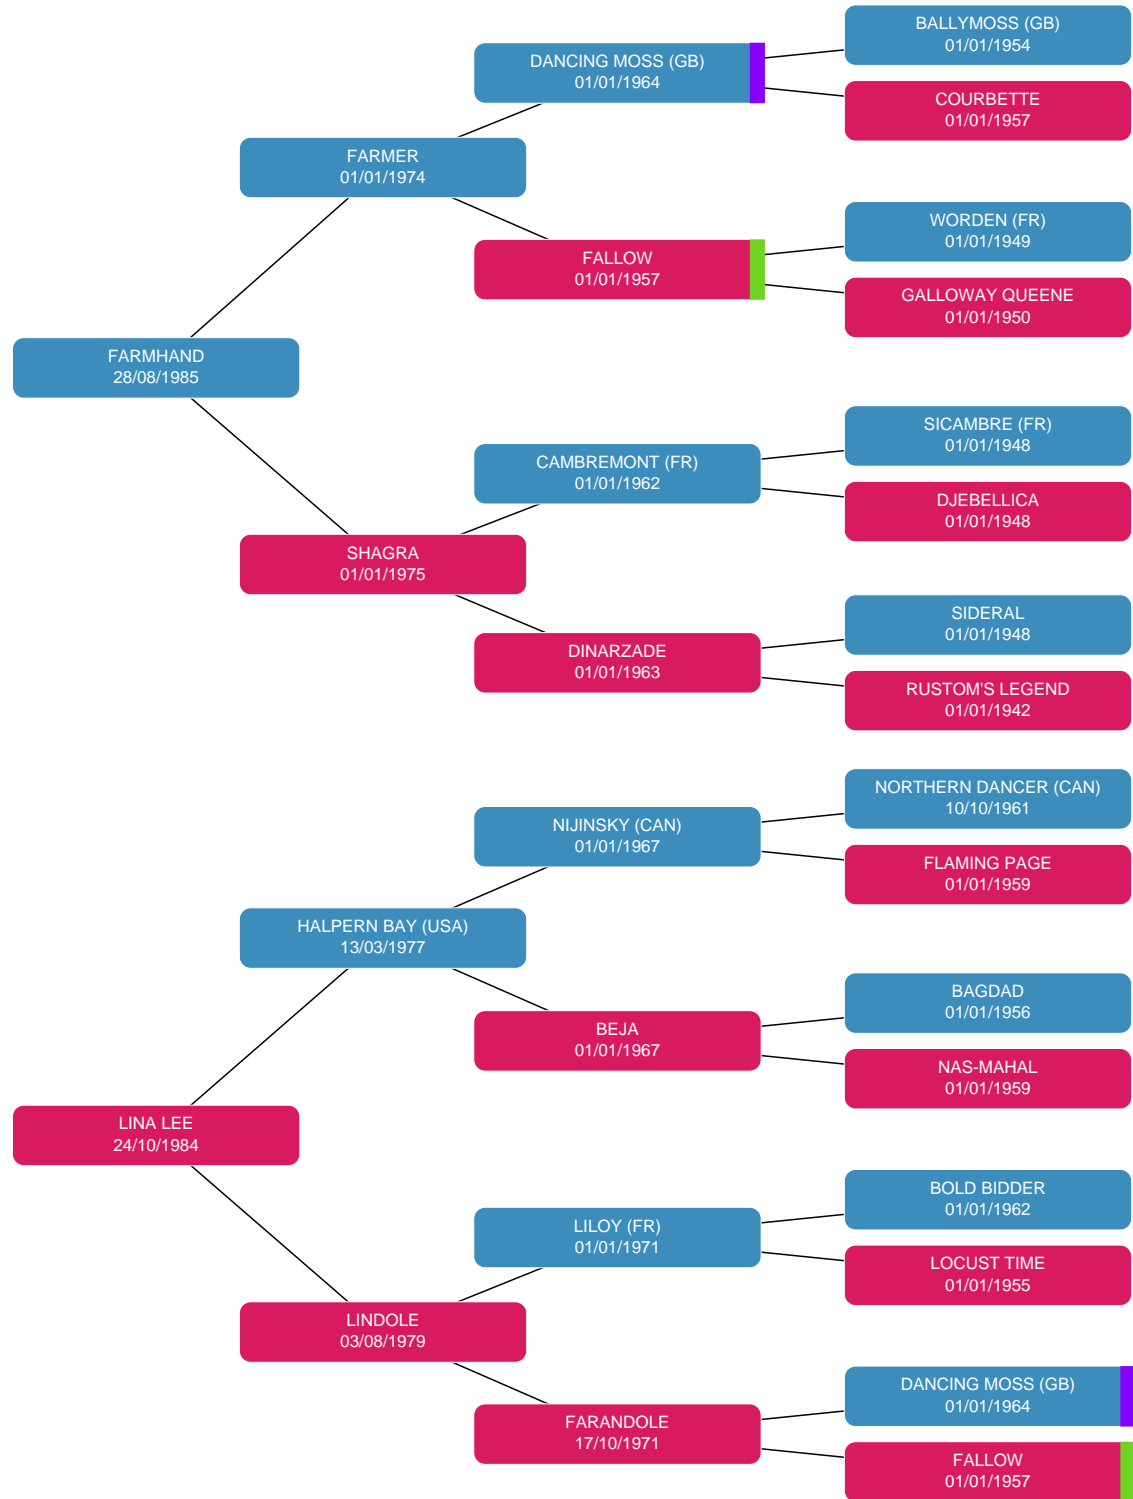 BALLYMOSS (GB)
01/01/1954
DANCING MOSS (GB)
01/01/1964
COURBETTE
01/01/1957
FARMER
01/01/1974
WORDEN (FR)
01/01/1949
FALLOW
01/01/1957
GALLOWAY QUEENE
01/01/1950
FARMHAND
28/08/1985
SICAMBRE (FR)
01/01/1948
CAMBREMONT (FR)
01/01/1962
DJEBELLICA
01/01/1948
SHAGRA
01/01/1975
SIDERAL
01/01/1948
DINARZADE
01/01/1963
RUSTOM'S LEGEND
01/01/1942
NORTHERN DANCER (CAN)
10/10/1961
NIJINSKY (CAN)
01/01/1967
FLAMING PAGE
01/01/1959
HALPERN BAY (USA)
13/03/1977
BAGDAD
01/01/1956
BEJA
01/01/1967
NAS-MAHAL
01/01/1959
LINA LEE
24/10/1984
BOLD BIDDER
01/01/1962
LILOY (FR)
01/01/1971
LOCUST TIME
01/01/1955
LINDOLE
03/08/1979
DANCING MOSS (GB)
01/01/1964
FARANDOLE
17/10/1971
FALLOW
01/01/1957